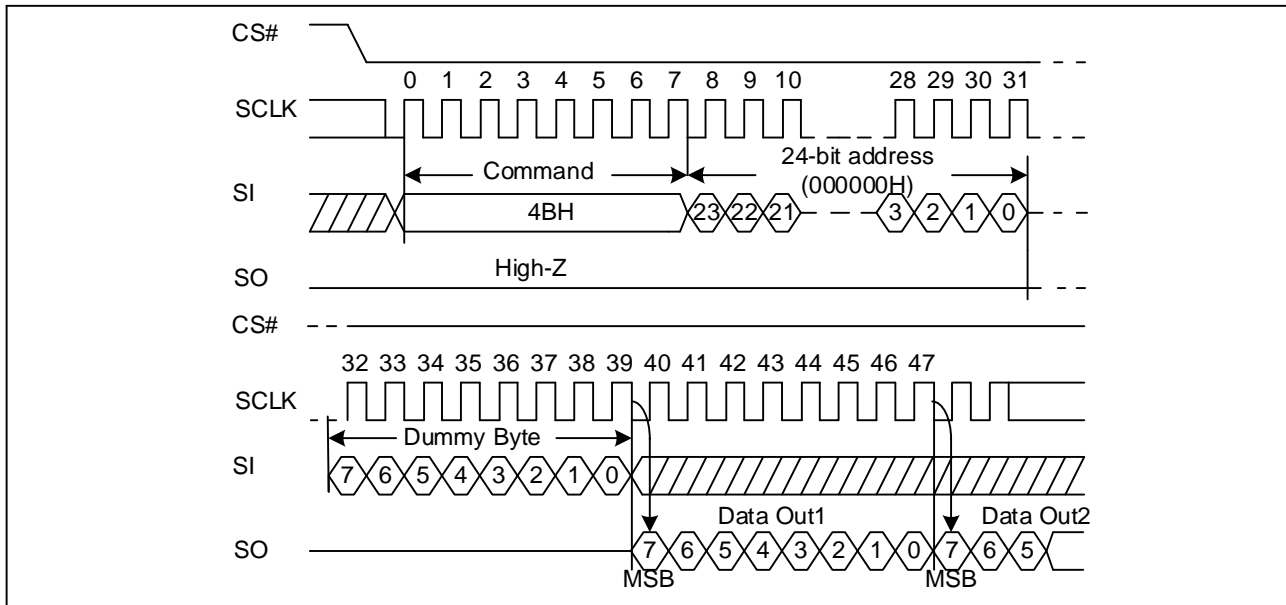 CS#
0 1 2 3 4 5 6 7 8 9 10 28 29 30 31
SCLK
Command
24-bit address
(000000H)
SI
4BH
23 22 21 3 2 1 0
High-Z
SO
CS#
32 33 34 35 36 37 38 39 40 41 42 43 44 45 46 47
SCLK
Dummy Byte
SI
7 6 5 4 3 2 1 0
Data Out1 Data Out2
SO
7 6 5 4 3 2 1 0 7 6 5
MSB MSB